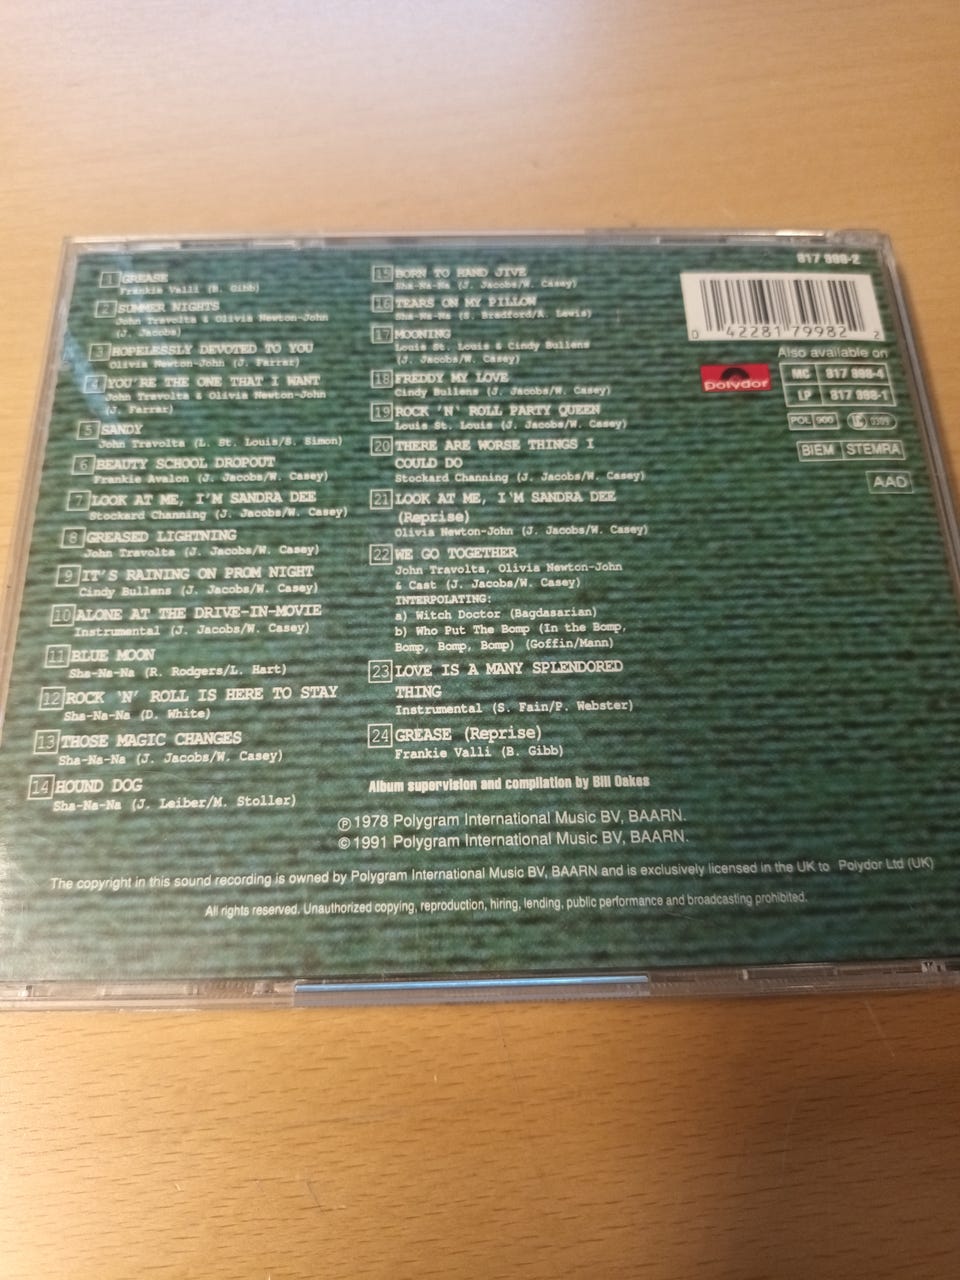 1 GREASE
Frankie Valli (B. Gibb)
2 SUMMER NIGHTS
John Travolta & Olivia Newton-John
(J. Jacobs)
3 HOPELESSLY DEVOTED TO YOU
Olivia Newton-John (J. Farrar)
4 YOU'RE THE ONE THAT I WANT
John Travolta & Olivia Newton-John
(J. Farrar)
5 SANDY
John Travolta (L. St. Louis/S. Simon)
6 BEAUTY SCHOOL DROPOUT
Frankie Avalon (J. Jacobs/W. Casey)
7 LOOK AT ME, I'M SANDRA DEE
Stockard Channing (J. Jacobs/W. Casey)
8 GREASED LIGHTNING
John Travolta (J. Jacobs/W. Casey)
9 IT'S RAINING ON PROM NIGHT
Cindy Bullens (J. Jacobs/W. Casey)
10 ALONE AT THE DRIVE-IN-MOVIE
Instrumental (J. Jacobs/W. Casey)
11 BLUE MOON
Sha-Na-Na (R. Rodgers/L. Hart)
12 ROCK 'N' ROLL IS HERE TO STAY
Sha-Na-Na (D. White)
13 THOSE MAGIC CHANGES
Sha-Na-Na (J. Jacobs/W. Casey)
14 HOUND DOG
Sha-Na-Na (J. Leiber/M. Stoller)
15 BORN TO HAND JIVE
Sha-Na-Na (J. Jacobs/W. Casey)
16 TEARS ON MY PILLOW
Sha-Na-Na (S. Bradford/A. Lewis)
17 MOONING
Louis St. Louis & Cindy Bullens
(J. Jacobs/W. Casey)
18 FREDDY MY LOVE
Cindy Bullens (J. Jacobs/W. Casey)
19 ROCK 'N' ROLL PARTY QUEEN
Louis St. Louis (J. Jacobs/W. Casey)
20 THERE ARE WORSE THINGS I
COULD DO
Stockard Channing (J. Jacobs/W. Casey)
21 LOOK AT ME, I'M SANDRA DEE
(Reprise)
Olivia Newton-John (J. Jacobs/W. Casey)
22 WE GO TOGETHER
John Travolta, Olivia Newton-John
& Cast (J. Jacobs/W. Casey)
INTERPOLATING:
a) Witch Doctor (Bagdasarian)
b) Who Put The Bomp (In the Bomp,
Bomp, Bomp, Bomp) (Goffin/Mann)
23 LOVE IS A MANY SPLENDORED
THING
Instrumental (S. Fain/P. Webster)
24 GREASE (Reprise)
Frankie Valli (B. Gibb)
817 998-2
0 42281 79982 2
Also available on
polydor
MC 817 998-4
LP 817 998-1
POL 900 LC 0309
BIEM STEMRA
AAD
Album supervision and compilation by Bill Oakes
℗ 1978 Polygram International Music BV, BAARN.
© 1991 Polygram International Music BV, BAARN.
The copyright in this sound recording is owned by Polygram International Music BV, BAARN and is exclusively licensed in the UK to Polydor Ltd (UK)
All rights reserved. Unauthorized copying, reproduction, hiring, lending, public performance and broadcasting prohibited.